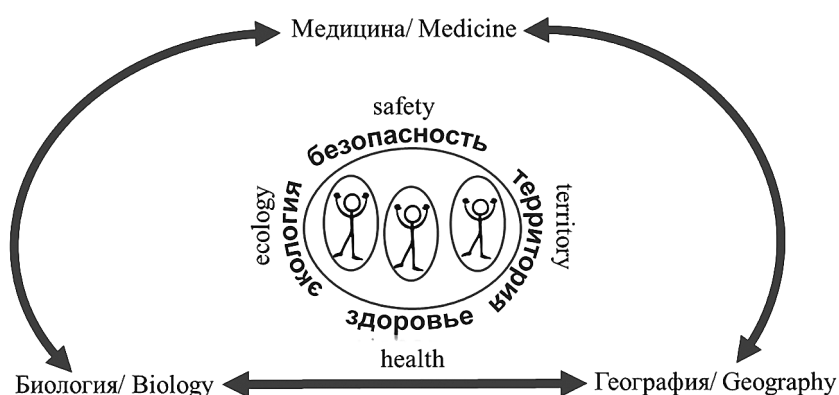 Медицина/ Medicine
safety
безопасность
ecology
экология
территория
territory
здоровье
health
Биология/ Biology
География/ Geography